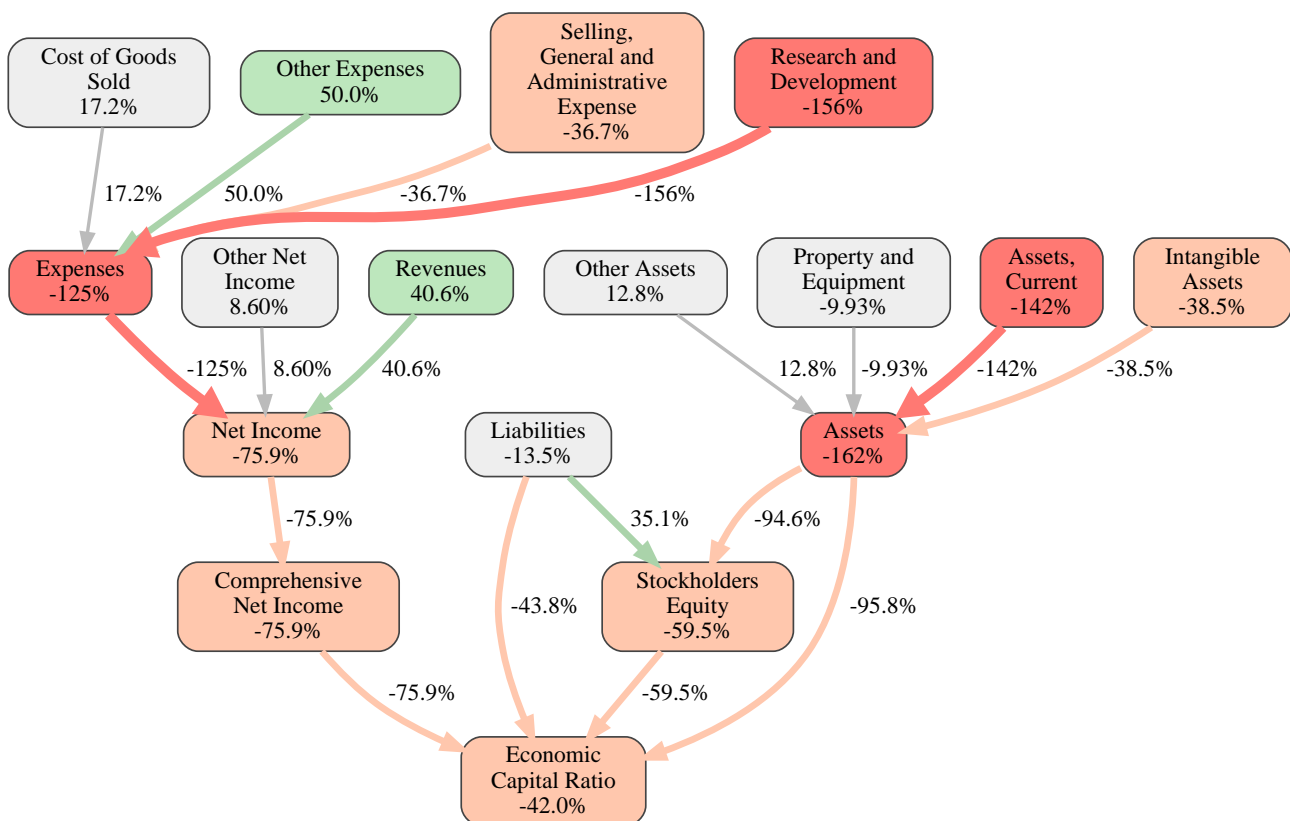 Cost of Goods
Sold
17.2%
Other Expenses
50.0%
Selling,
General and
Administrative
Expense
-36.7%
Research and
Development
-156%
17.2%
50.0%
-36.7%
-156%
Expenses
-125%
Other Net
Income
8.60%
Revenues
40.6%
Other Assets
12.8%
Property and
Equipment
-9.93%
Assets,
Current
-142%
Intangible
Assets
-38.5%
-125%
8.60%
40.6%
12.8%
-9.93%
-142%
-38.5%
Net Income
-75.9%
Liabilities
-13.5%
Assets
-162%
-75.9%
35.1%
-94.6%
Comprehensive
Net Income
-75.9%
-43.8%
Stockholders
Equity
-59.5%
-95.8%
-75.9%
-59.5%
Economic
Capital Ratio
-42.0%